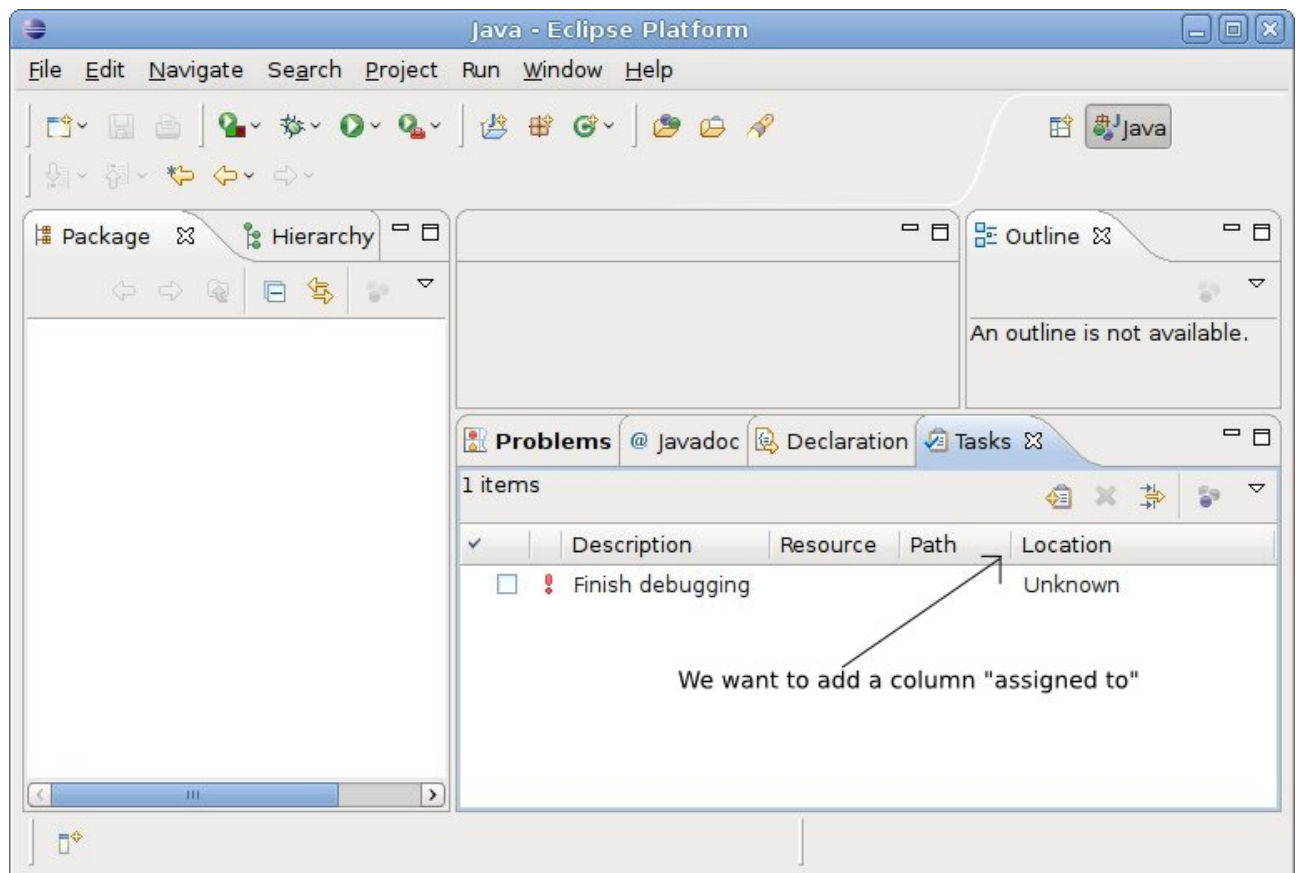 Java - Eclipse Platform
File Edit Navigate Search Project Run Window Help
Java
Package Hierarchy
Outline
An outline is not available.
Problems @ Javadoc Declaration Tasks
1 items
Description Resource Path Location
Finish debugging Unknown
We want to add a column "assigned to"